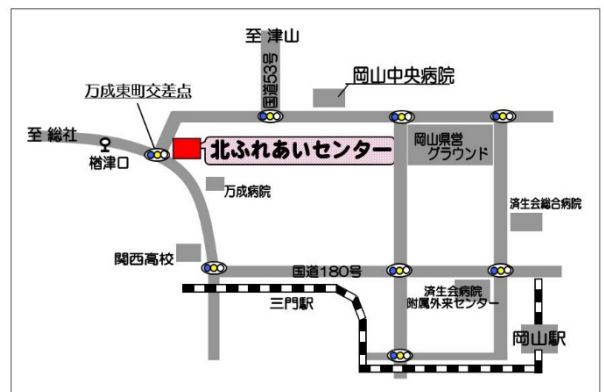 至 津山
国道53号
岡山中央病院
万成東町交差点
至 総社
楢津口
北ふれあいセンター
岡山県営
グラウンド
万成病院
済生会総合病院
関西高校
国道180号
済生会病院
附属外来センター
三門駅
岡山駅